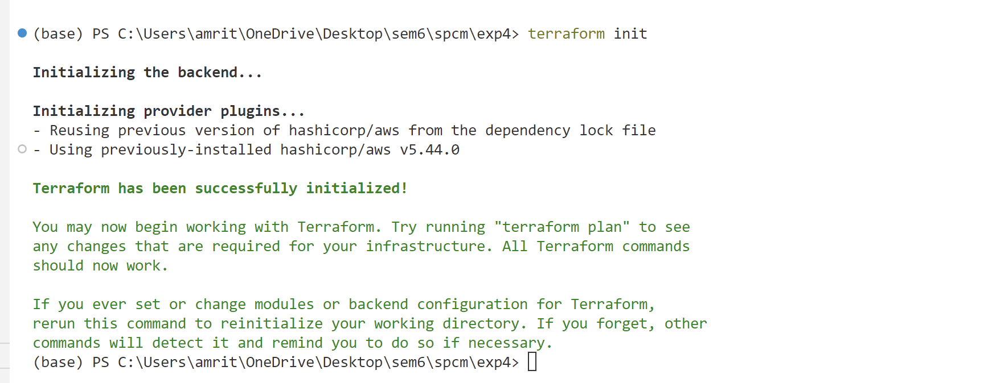 (base) PS C:\Users\amrit\OneDrive\Desktop\sem6\spcm\exp4> terraform init
Initializing the backend...
Initializing provider plugins...
- Reusing previous version of hashicorp/aws from the dependency lock file
- Using previously-installed hashicorp/aws v5.44.0
Terraform has been successfully initialized!
You may now begin working with Terraform. Try running "terraform plan" to see
any changes that are required for your infrastructure. All Terraform commands
should now work.
If you ever set or change modules or backend configuration for Terraform,
rerun this command to reinitialize your working directory. If you forget, other
commands will detect it and remind you to do so if necessary.
(base) PS C:\Users\amrit\OneDrive\Desktop\sem6\spcm\exp4>